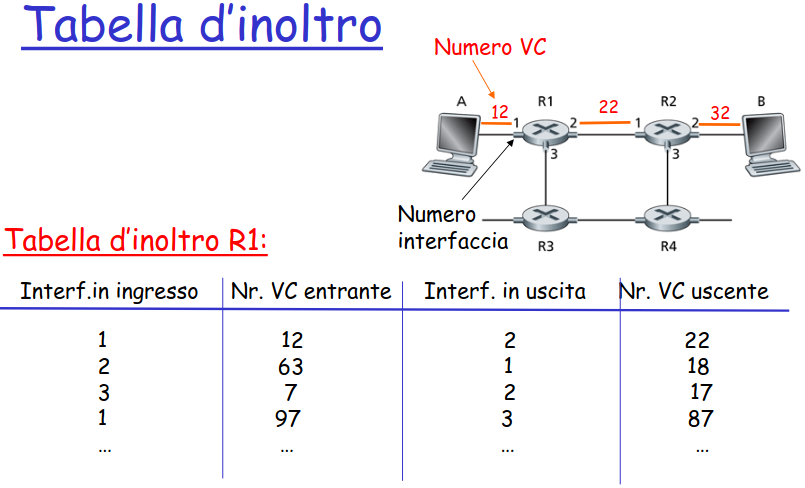 Tabella d'inoltro
Numero VC
A 12 1 R1 2 22 1 R2 2 32 B
3 3
Numero
interfaccia
R3 R4
Tabella d'inoltro R1:
Interf.in ingresso Nr. VC entrante Interf. in uscita Nr. VC uscente
1 12 2 22
2 63 1 18
3 7 2 17
1 97 3 87
... ... ... ...